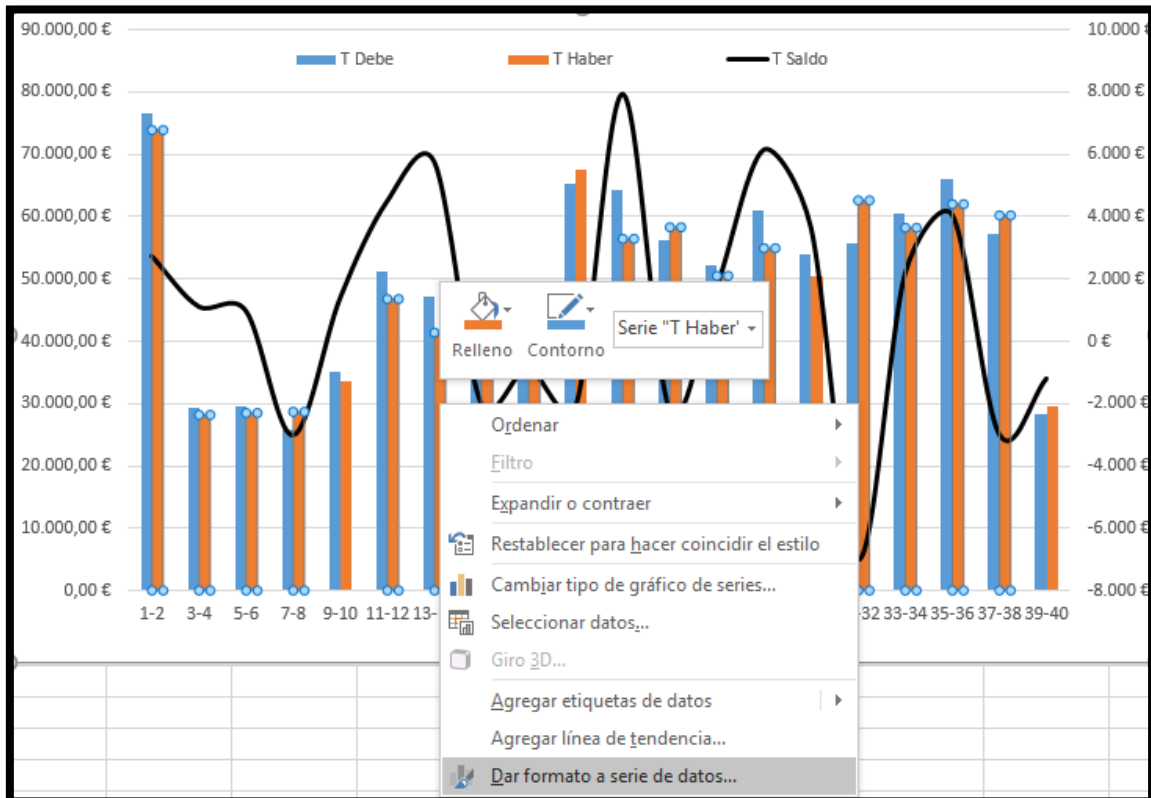 90.000,00 €
10.000 €
T Debe T Haber T Saldo
80.000,00 €
8.000 €
70.000,00 €
6.000 €
60.000,00 €
4.000 €
50.000,00 €
2.000 €
40.000,00 €
0 €
30.000,00 €
-2.000 €
20.000,00 €
-4.000 €
10.000,00 €
-6.000 €
0,00 €
-8.000 €
1-2 3-4 5-6 7-8 9-10 11-12 13- -32 33-34 35-36 37-38 39-40
Relleno Contorno Serie "T Haber'
Ordenar
Filtro
Expandir o contraer
Restablecer para hacer coincidir el estilo
Cambiar tipo de gráfico de series...
Seleccionar datos...
Giro 3D...
Agregar etiquetas de datos
Agregar línea de tendencia...
Dar formato a serie de datos...